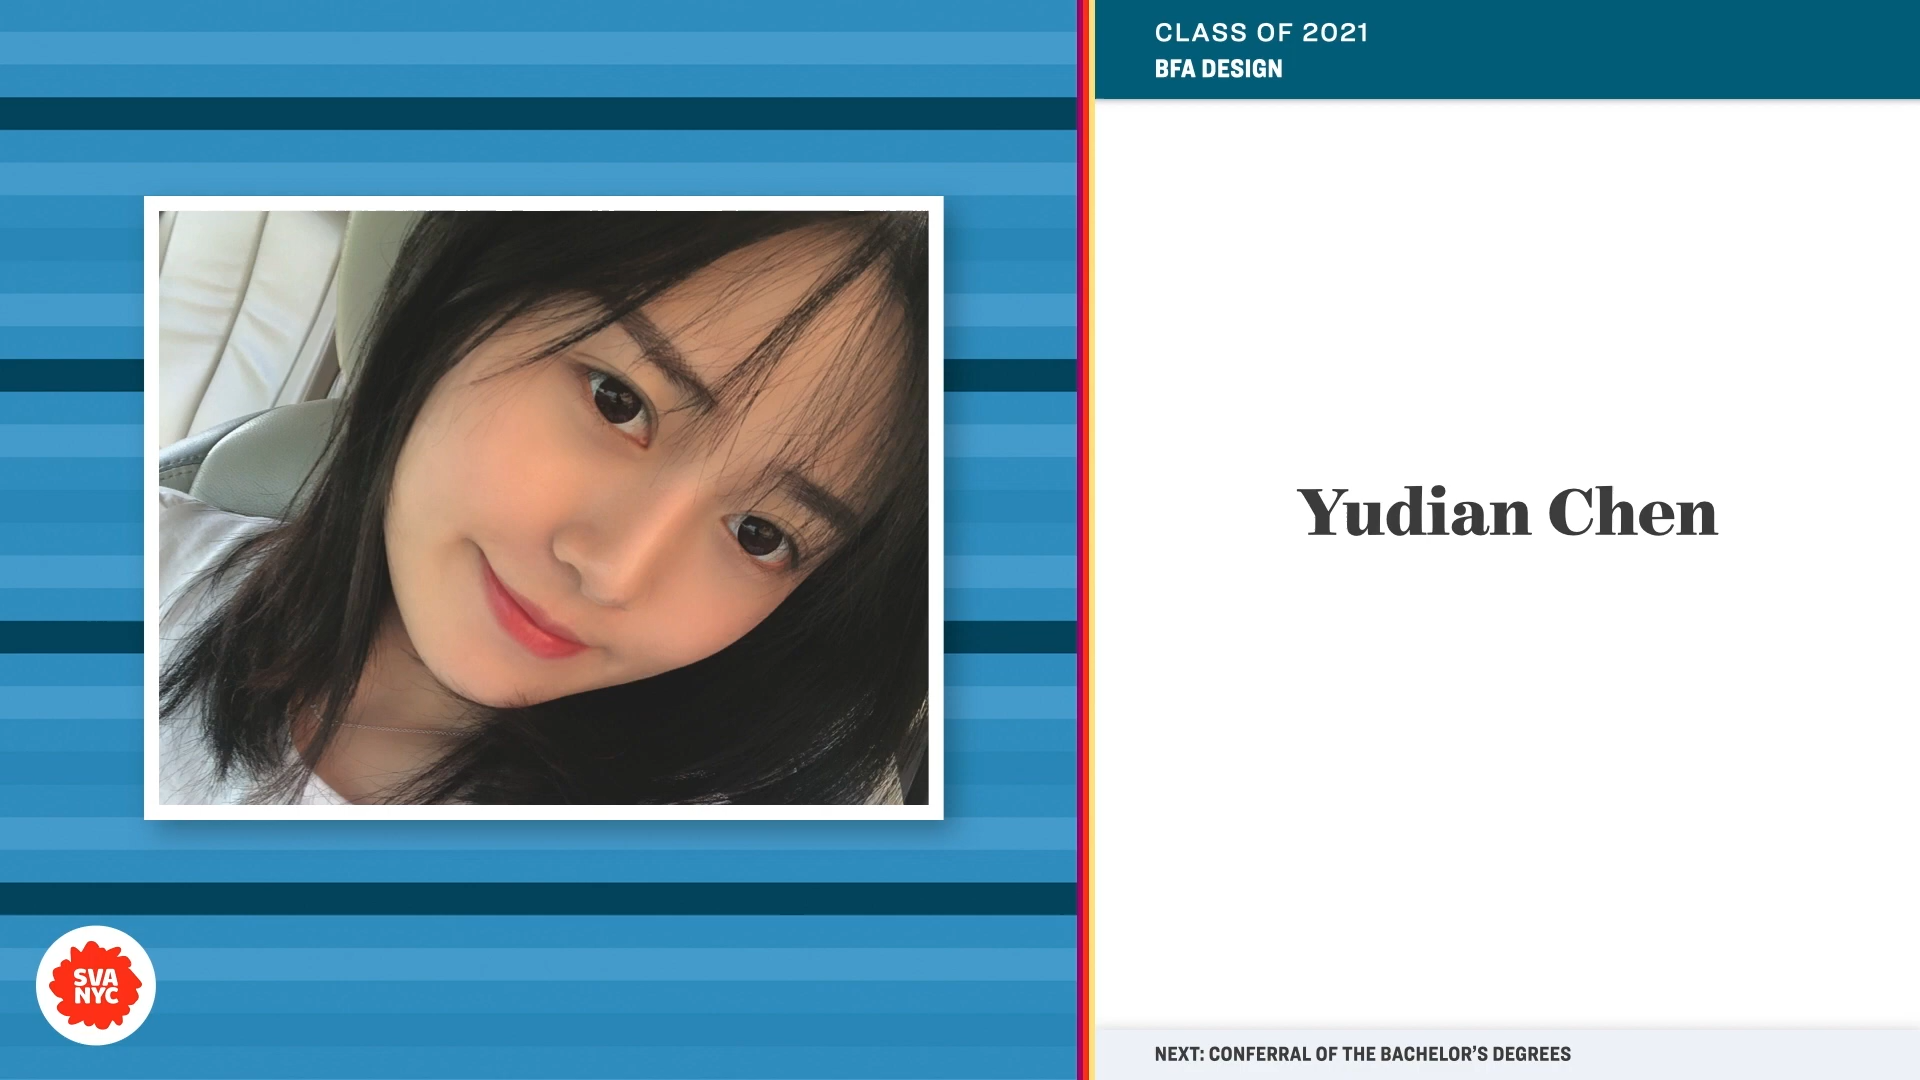 CLASS OF 2021
BFA DESIGN
Yudian Chen
SVA
NYC
NEXT: CONFERRAL OF THE BACHELOR’S DEGREES